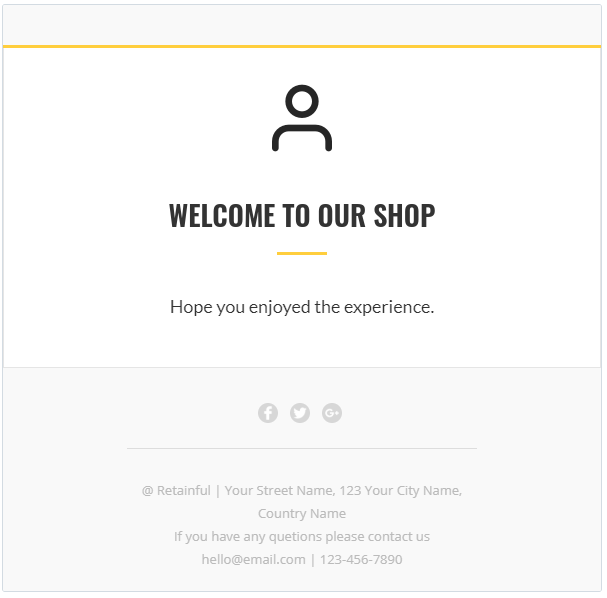 WELCOME TO OUR SHOP
Hope you enjoyed the experience.
@ Retainful | Your Street Name, 123 Your City Name,
Country Name
If you have any quetions please contact us
hello@email.com | 123-456-7890